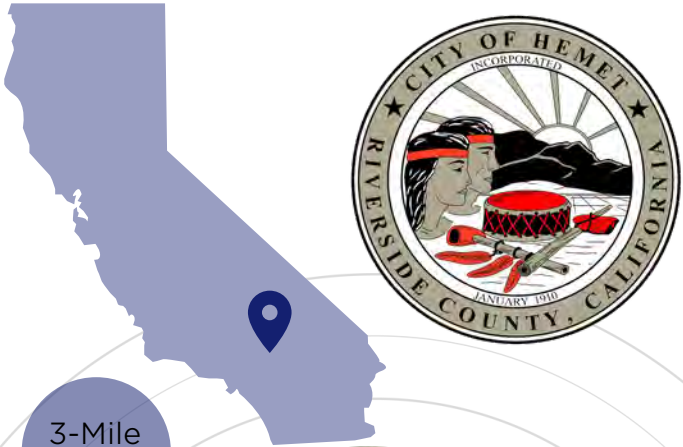 CITY OF HEMET
INCORPORATED
RIVERSIDE COUNTY, CALIFORNIA
JANUARY 1910
3-Mile